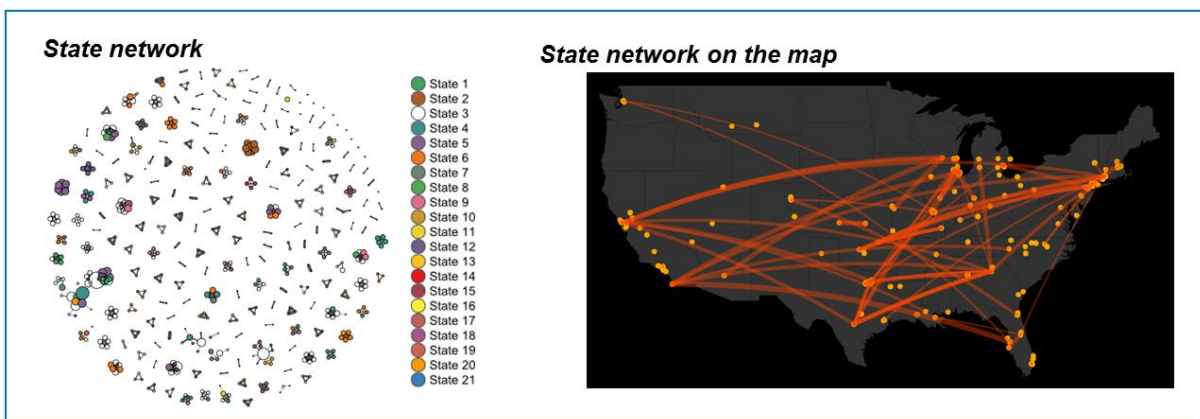 State network
State network on the map
State 1
State 2
State 3
State 4
State 5
State 6
State 7
State 8
State 9
State 10
State 11
State 12
State 13
State 14
State 15
State 16
State 17
State 18
State 19
State 20
State 21